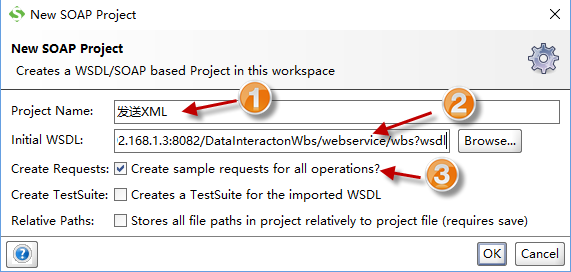 New SOAP Project
New SOAP Project
Creates a WSDL/SOAP based Project in this workspace
Project Name: 发送XML 1
Initial WSDL: 2.168.1.3:8082/DataInteractonWbs/webservice/wbs?wsdl Browse... 2
Create Requests: Create sample requests for all operations? 3
Create TestSuite: Creates a TestSuite for the imported WSDL
Relative Paths: Stores all file paths in project relatively to project file (requires save)
? OK Cancel